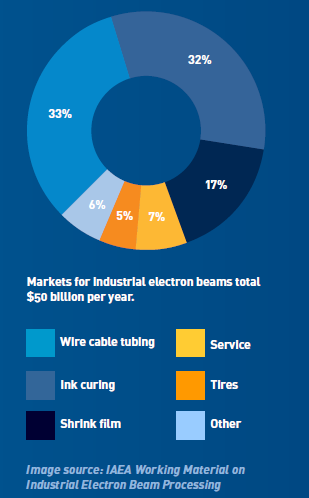 32%
33%
17%
6%
5%
7%
Markets for industrial electron beams total
$50 billion per year.
Wire cable tubing
Service
Ink curing
Tires
Shrink film
Other
Image source: IAEA Working Material on
Industrial Electron Beam Processing